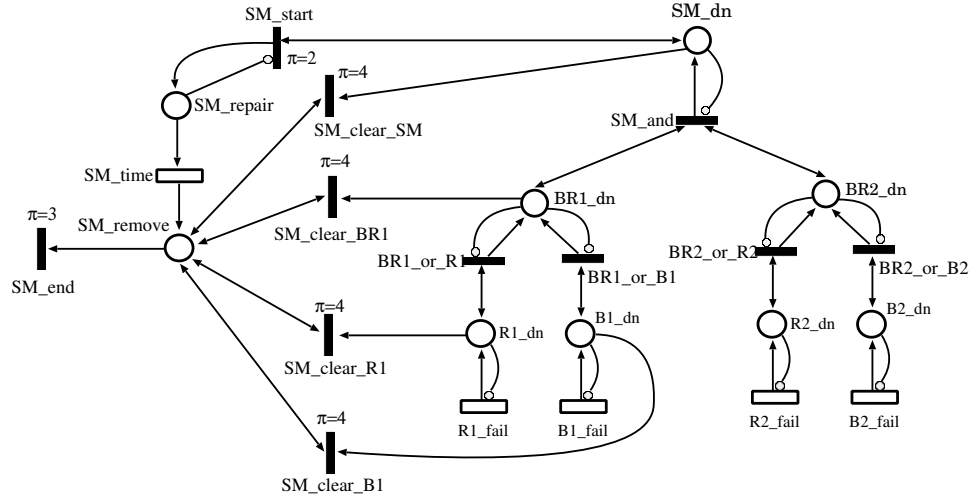 SM_start
SM_dn
π=2
π=4
SM_repair
SM_clear_SM
SM_and
SM_time
π=4
BR1_dn
BR2_dn
π=3
SM_remove
SM_clear_BR1
BR1_or_R1
BR1_or_B1
BR2_or_R2
BR2_or_B2
SM_end
π=4
R1_dn
B1_dn
R2_dn
B2_dn
SM_clear_R1
π=4
R1_fail
B1_fail
R2_fail
B2_fail
SM_clear_B1